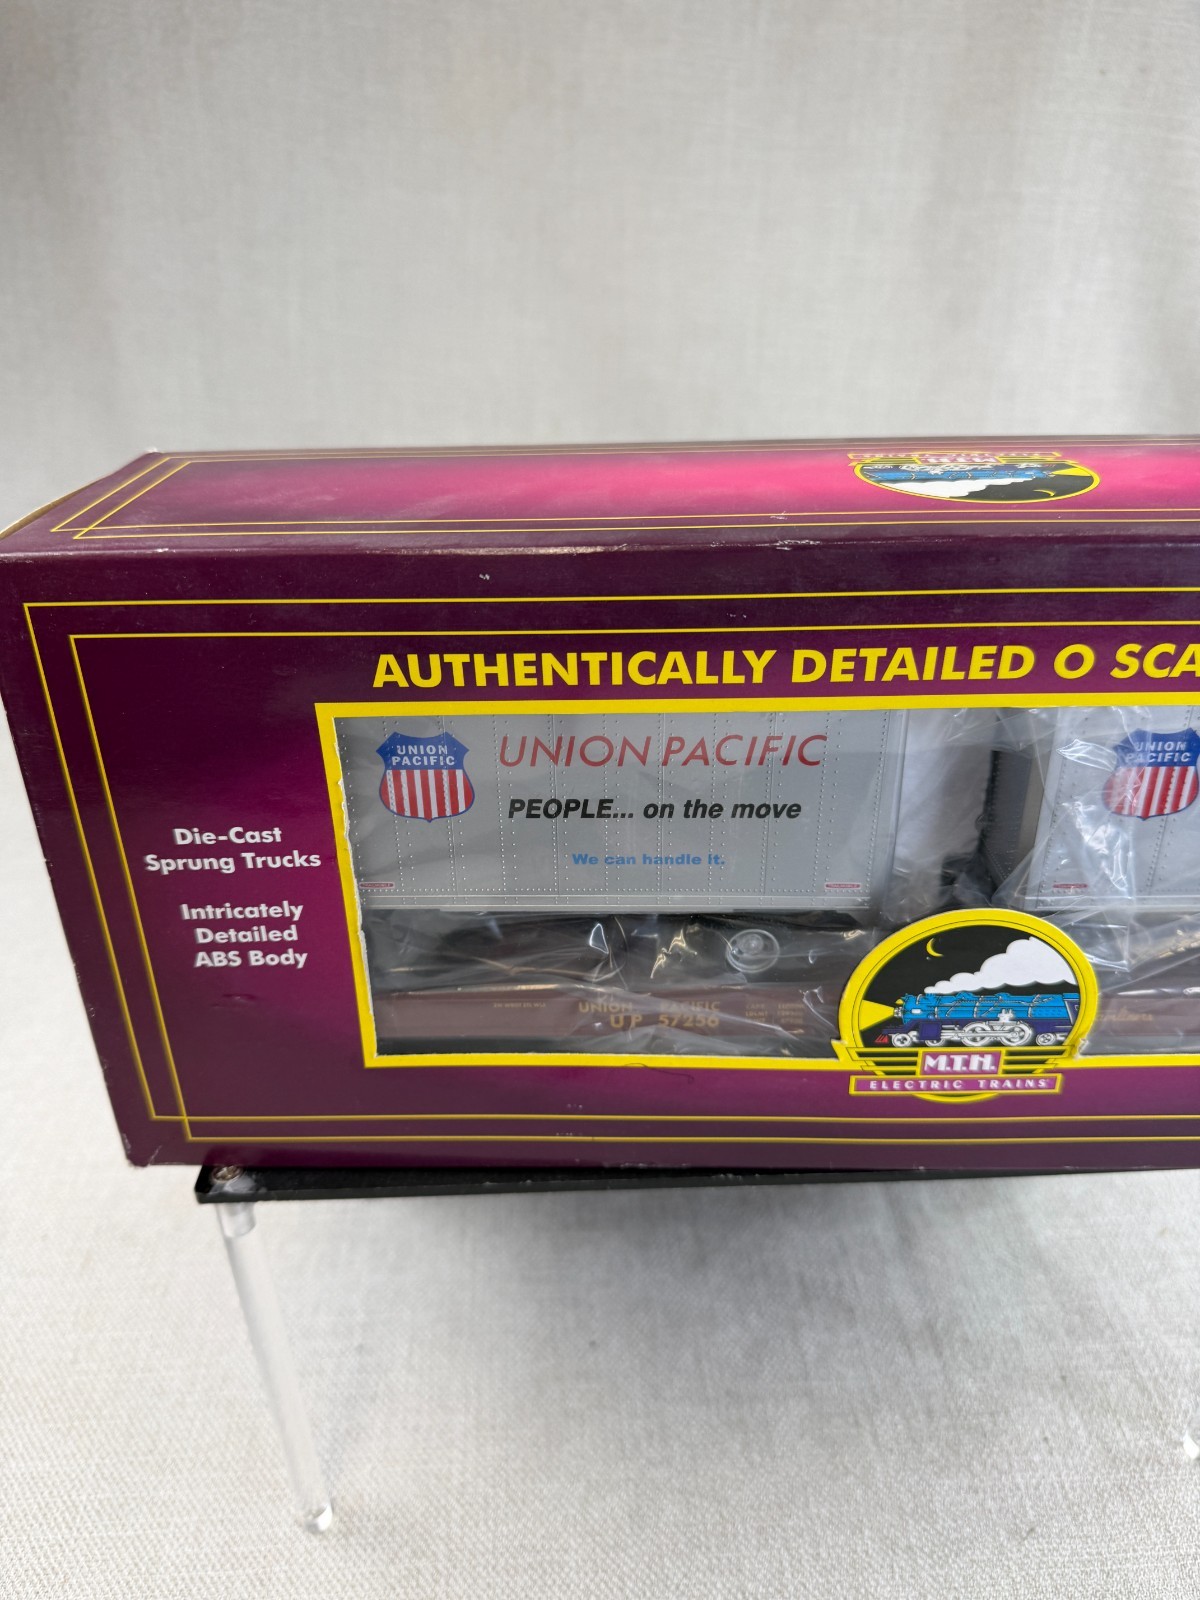 AUTHENTICALLY DETAILED O SCA
UNION
PACIFIC
UNION PACIFIC
PEOPLE... on the move
We can handle it.
UNION
PACIFIC
Die-Cast
Sprung Trucks
Intricately
Detailed
ABS Body
UNION PACIFIC
UP 57256
M.T.H.
ELECTRIC TRAINS